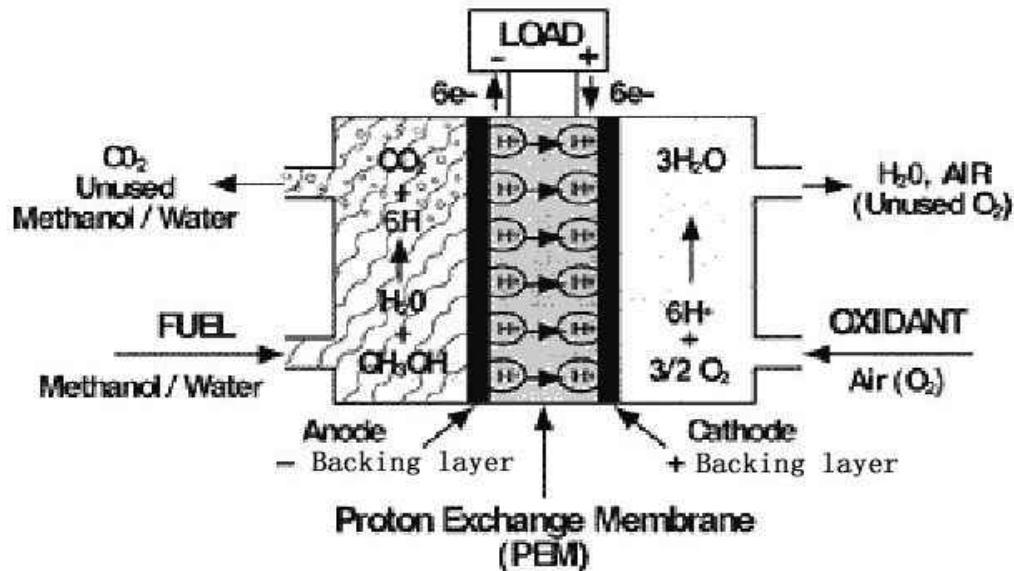 LOAD
- +
6e- 6e-
CO₂
Unused
Methanol / Water
CO₂
+
6H
H₂O
+
CH₃OH
FUEL
Methanol / Water
H+ H+
H+ H+
H+ H+
H+ H+
H+ H+
H+ H+
3H₂O
6H+
+
3/2 O₂
H₂0, AIR
(Unused O₂)
OXIDANT
Air (O₂)
Anode
- Backing layer
Cathode
+ Backing layer
Proton Exchange Membrane
(PEM)